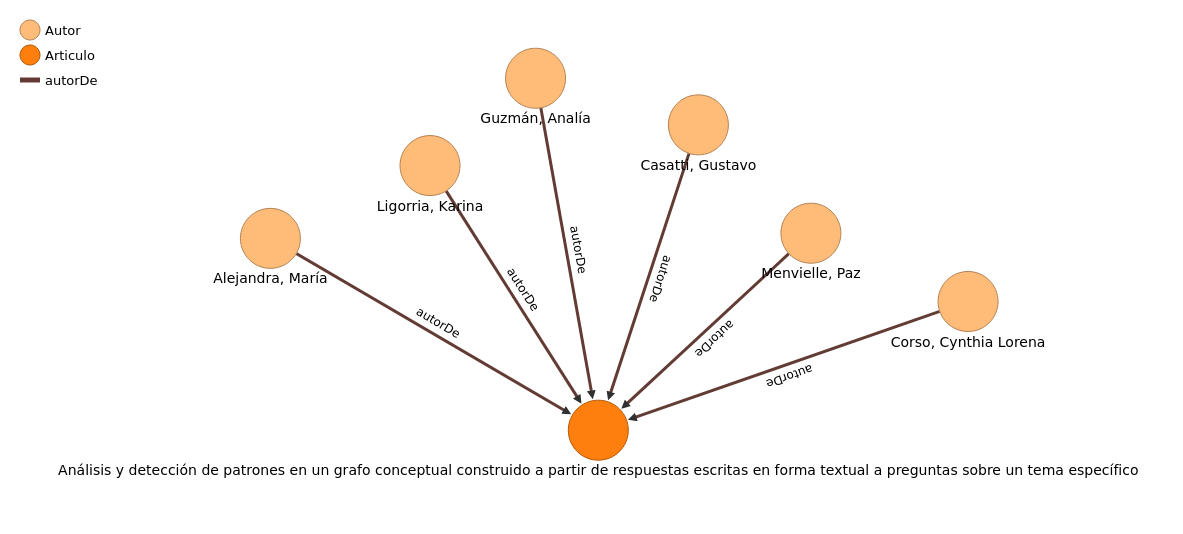 Autor
Articulo
autorDe
Guzmán, Analía
Casatti, Gustavo
Ligorria, Karina
Menvielle, Paz
Alejandra, María
Corso, Cynthia Lorena
autorDe
autorDe
autorDe
autorDe
autorDe
autorDe
Análisis y detección de patrones en un grafo conceptual construido a partir de respuestas escritas en forma textual a preguntas sobre un tema específico